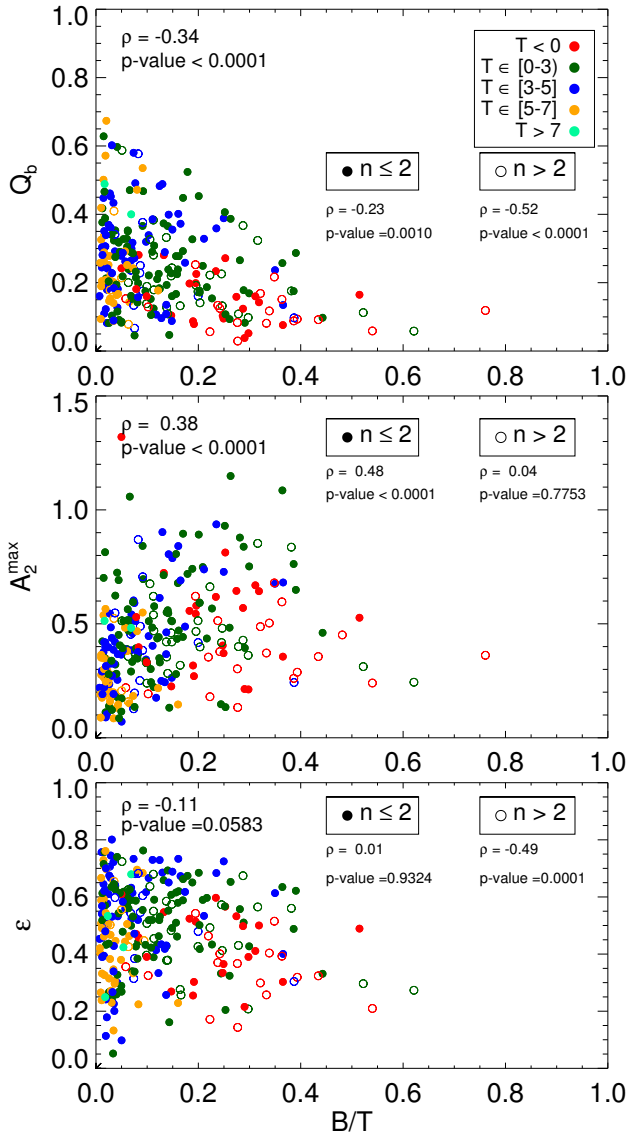 1.0
ρ = -0.34
p-value < 0.0001
T < 0
T ∈ [0-3)
T ∈ [3-5]
T ∈ [5-7]
T > 7
0.8
0.6
Q_b
n ≤ 2
n > 2
0.4
ρ = -0.23
ρ = -0.52
p-value =0.0010
p-value < 0.0001
0.2
0.0
0.0 0.2 0.4 0.6 0.8 1.0
1.5
ρ = 0.38
p-value < 0.0001
n ≤ 2
n > 2
ρ = 0.48
ρ = 0.04
p-value < 0.0001
p-value =0.7753
1.0
A_2^max
0.5
0.0
0.0 0.2 0.4 0.6 0.8 1.0
1.0
ρ = -0.11
p-value =0.0583
n ≤ 2
n > 2
ρ = 0.01
ρ = -0.49
p-value =0.9324
p-value =0.0001
0.8
0.6
ε
0.4
0.2
0.0
0.0 0.2 0.4 0.6 0.8 1.0
B/T